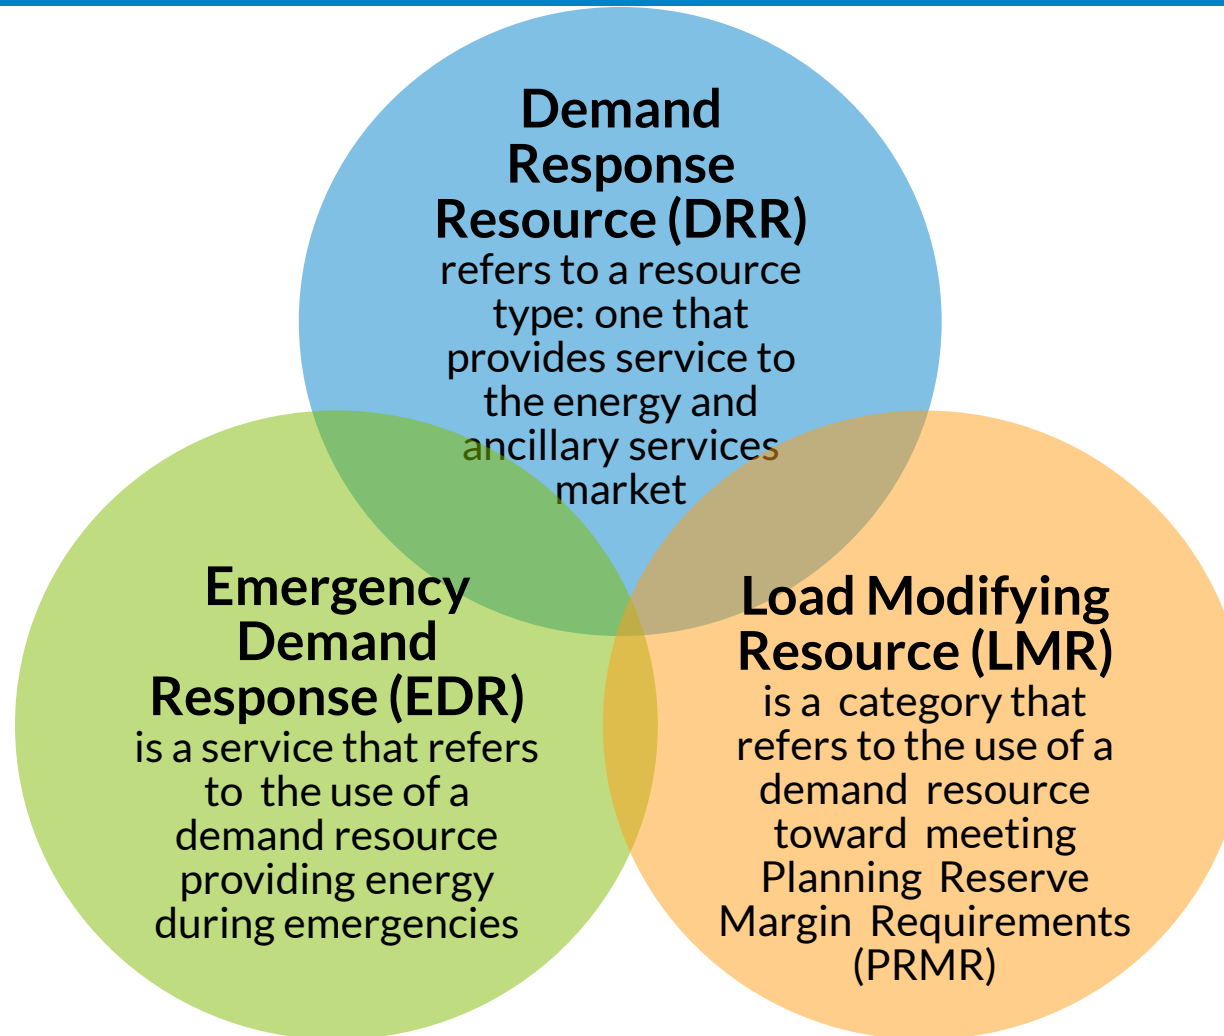 Demand
Response
Resource (DRR)
refers to a resource
type: one that
provides service to
the energy and
ancillary services
market
Emergency
Demand
Response (EDR)
is a service that refers
to the use of a
demand resource
providing energy
during emergencies
Load Modifying
Resource (LMR)
is a category that
refers to the use of a
demand resource
toward meeting
Planning Reserve
Margin Requirements
(PRMR)